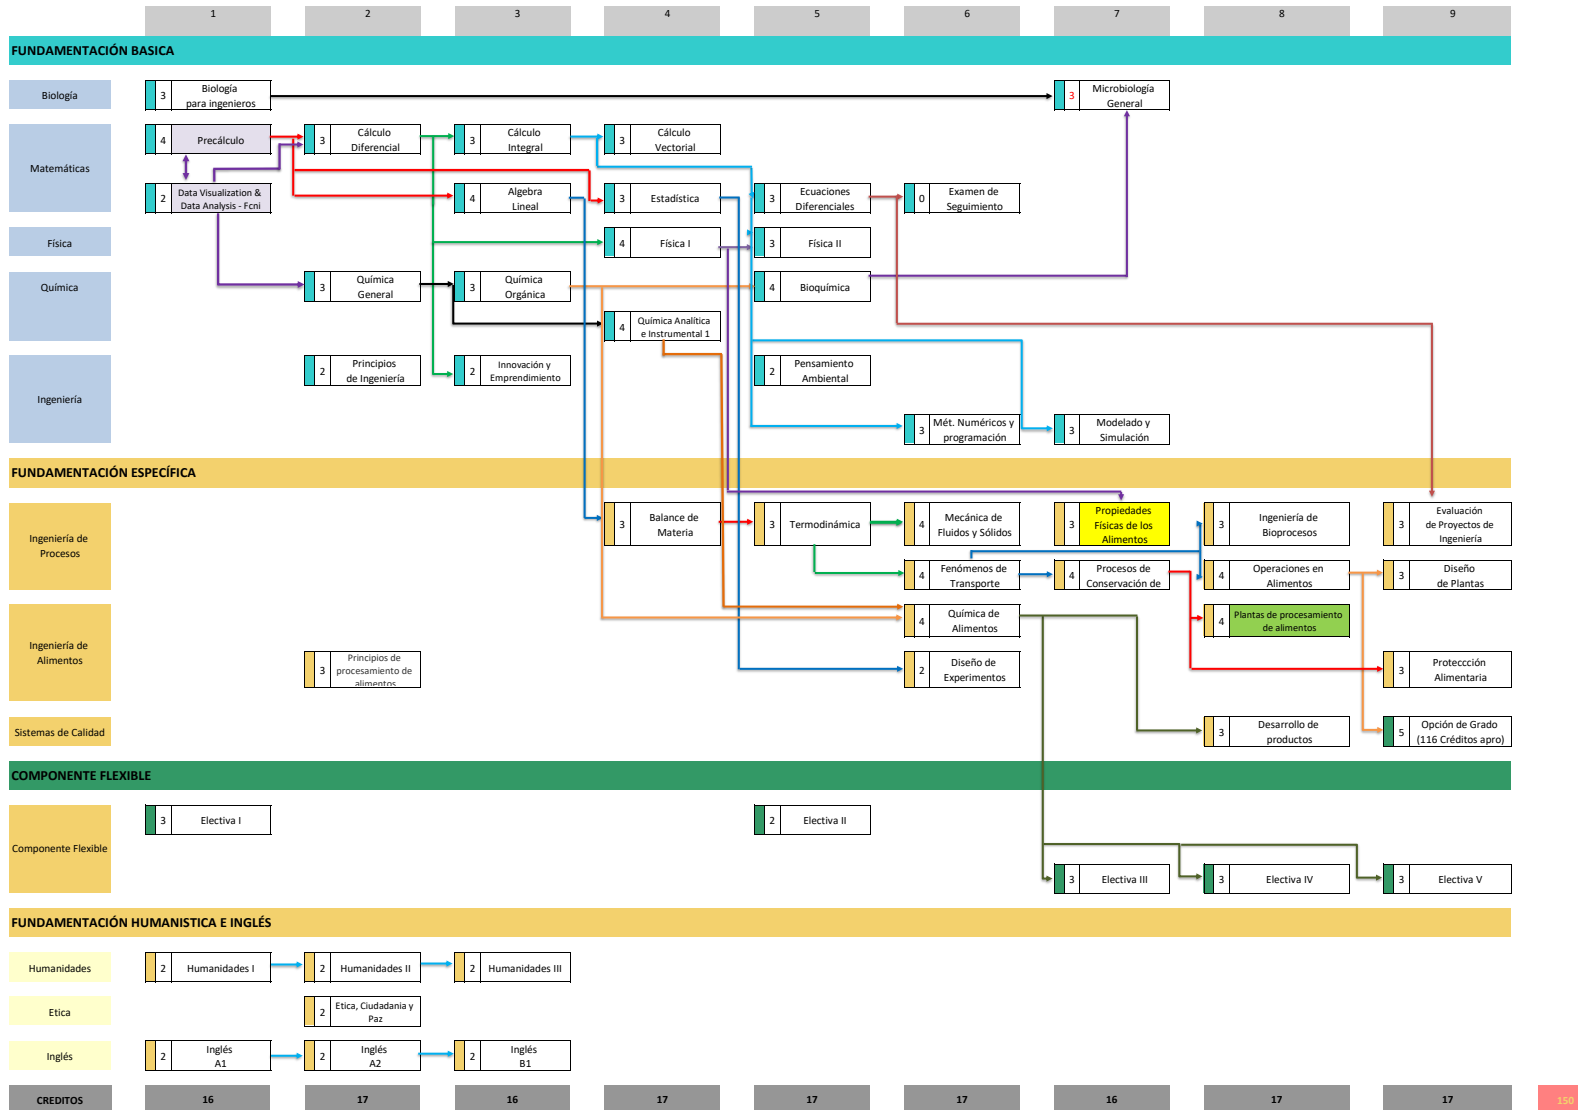 1 2 3 4 5 6 7 8 9
FUNDAMENTACIÓN BASICA
Biología
3 Biología
para ingenieros
3 Microbiología
General
Matemáticas
4 Precálculo
3 Cálculo
Diferencial
3 Cálculo
Integral
3 Cálculo
Vectorial
2 Data Visualization &
Data Analysis - Fcni
4 Algebra
Lineal
3 Estadística
3 Ecuaciones
Diferenciales
0 Examen de
Seguimiento
Física
4 Física I
3 Física II
Química
3 Química
General
3 Química
Orgánica
4 Bioquímica
4 Química Analítica
e Instrumental 1
Ingeniería
2 Principios
de Ingeniería
2 Innovación y
Emprendimiento
2 Pensamiento
Ambiental
3 Mét. Numéricos y
programación
3 Modelado y
Simulación
FUNDAMENTACIÓN ESPECÍFICA
Ingeniería de
Procesos
3 Balance de
Materia
3 Termodinámica
4 Mecánica de
Fluidos y Sólidos
3 Propiedades
Físicas de los
Alimentos
3 Ingeniería de
Bioprocesos
3 Evaluación
de Proyectos de
Ingeniería
4 Fenómenos de
Transporte
4 Procesos de
Conservación de
4 Operaciones en
Alimentos
3 Diseño
de Plantas
Ingeniería de
Alimentos
4 Química de
Alimentos
4 Plantas de procesamiento
de alimentos
3 Principios de
procesamiento de
alimentos
2 Diseño de
Experimentos
3 Proteccción
Alimentaria
Sistemas de Calidad
3 Desarrollo de
productos
5 Opción de Grado
(116 Créditos apro)
COMPONENTE FLEXIBLE
Componente Flexible
3 Electiva I
2 Electiva II
3 Electiva III
3 Electiva IV
3 Electiva V
FUNDAMENTACIÓN HUMANISTICA E INGLÉS
Humanidades
2 Humanidades I
2 Humanidades II
2 Humanidades III
Etica
2 Etica, Ciudadania y
Paz
Inglés
2 Inglés
A1
2 Inglés
A2
2 Inglés
B1
CREDITOS 16 17 16 17 17 17 16 17 17 150